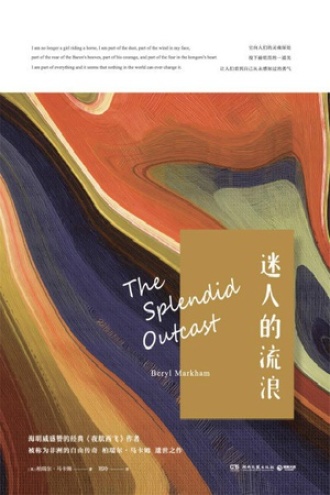 I am no longer a girl riding a horse, I am part of the dust, part of the wind in my face,
part of the roar of the Baron's hooves, part of his courage, and part of the fear in the hungers's heart
I am part of everything and it seems that nothing in the world can ever change it.
The
Splendid
Outcast
Beryl Markham
迷人的流浪
海明威盛赞的经典《夜航西飞》作者
被称为非洲的自由传奇 柏瑞尔·马卡姆 遗世之作